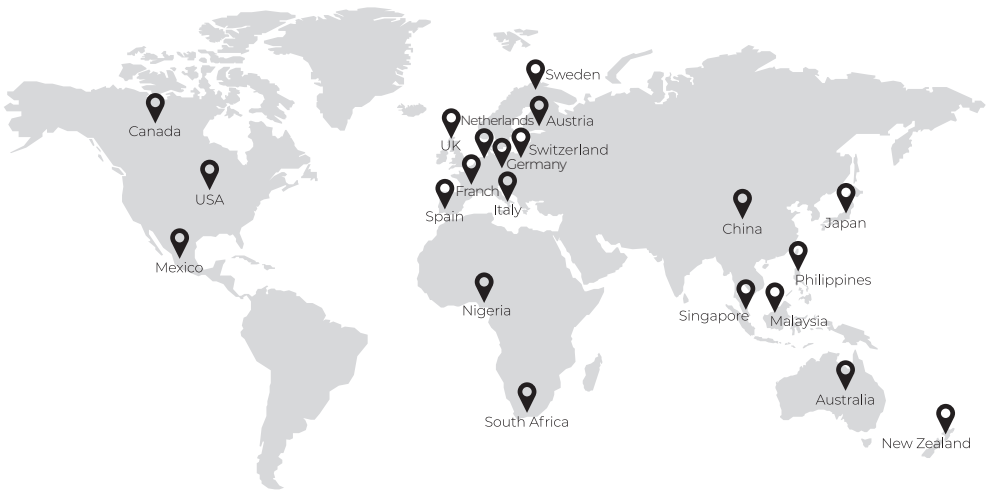 Sweden
Canada
Netherlands
Austria
UK
Switzerland
Germany
USA
Franch
Italy
Spain
China
Japan
Mexico
Philippines
Nigeria
Singapore
Malaysia
Australia
South Africa
New Zealand